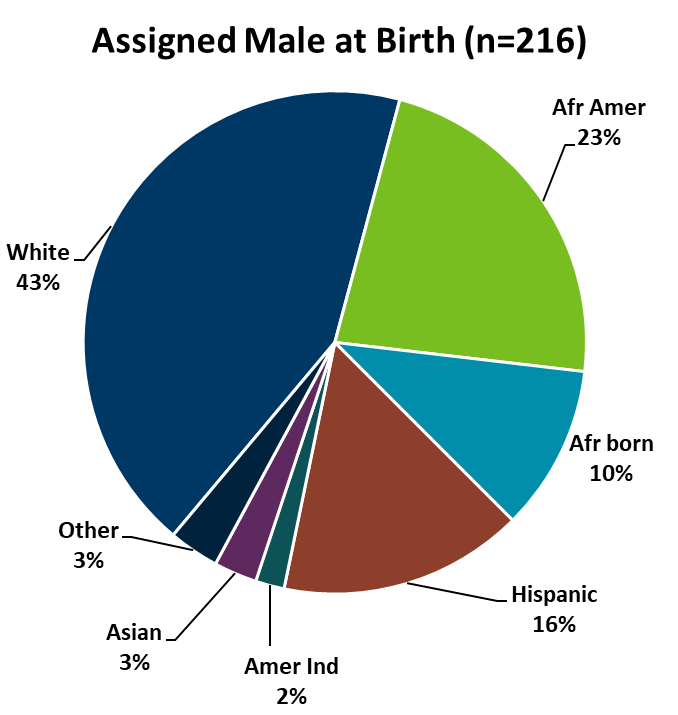 Assigned Male at Birth (n=216)
Afr Amer
23%
White
43%
Afr born
10%
Other
3%
Hispanic
16%
Asian
3%
Amer Ind
2%